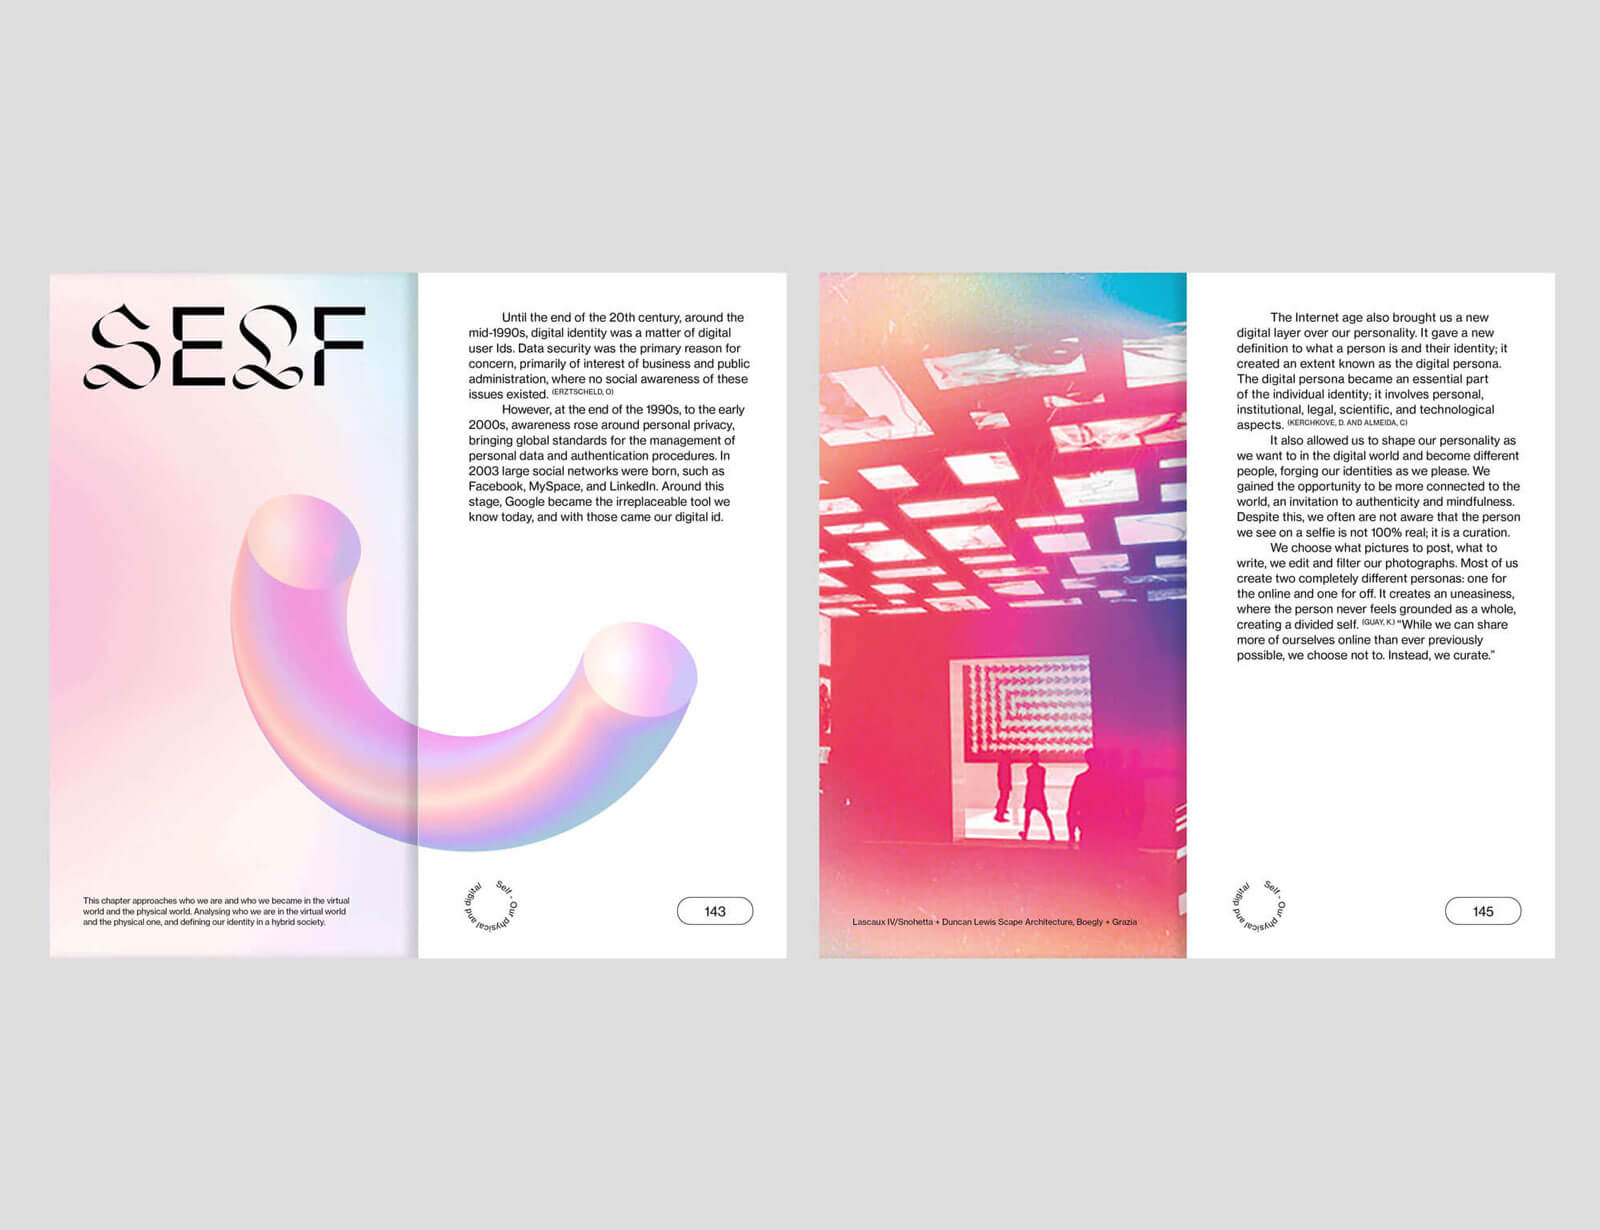 SELF
This chapter approaches who we are and who we became in the virtual
world and the physical world. Analysing who we are in the virtual world
and the physical one, and defining our identity in a hybrid society.
Until the end of the 20th century, around the
mid-1990s, digital identity was a matter of digital
user Ids. Data security was the primary reason for
concern, primarily of interest of business and public
administration, where no social awareness of these
issues existed. (ERZTSCHELD, O)
However, at the end of the 1990s, to the early
2000s, awareness rose around personal privacy,
bringing global standards for the management of
personal data and authentication procedures. In
2003 large social networks were born, such as
Facebook, MySpace, and LinkedIn. Around this
stage, Google became the irreplaceable tool we
know today, and with those came our digital id.
Self - Our physical and digital
143
Lascaux IV/Snohetta + Duncan Lewis Scape Architecture, Boegly + Grazia
The Internet age also brought us a new
digital layer over our personality. It gave a new
definition to what a person is and their identity; it
created an extent known as the digital persona.
The digital persona became an essential part
of the individual identity; it involves personal,
institutional, legal, scientific, and technological
aspects. (KERCHKOVE, D. AND ALMEIDA, C)
It also allowed us to shape our personality as
we want to in the digital world and become different
people, forging our identities as we please. We
gained the opportunity to be more connected to the
world, an invitation to authenticity and mindfulness.
Despite this, we often are not aware that the person
we see on a selfie is not 100% real; it is a curation.
We choose what pictures to post, what to
write, we edit and filter our photographs. Most of us
create two completely different personas: one for
the online and one for off. It creates an uneasiness,
where the person never feels grounded as a whole,
creating a divided self. (GUAY, K.) “While we can share
more of ourselves online than ever previously
possible, we choose not to. Instead, we curate.”
Self - Our physical and digital
145